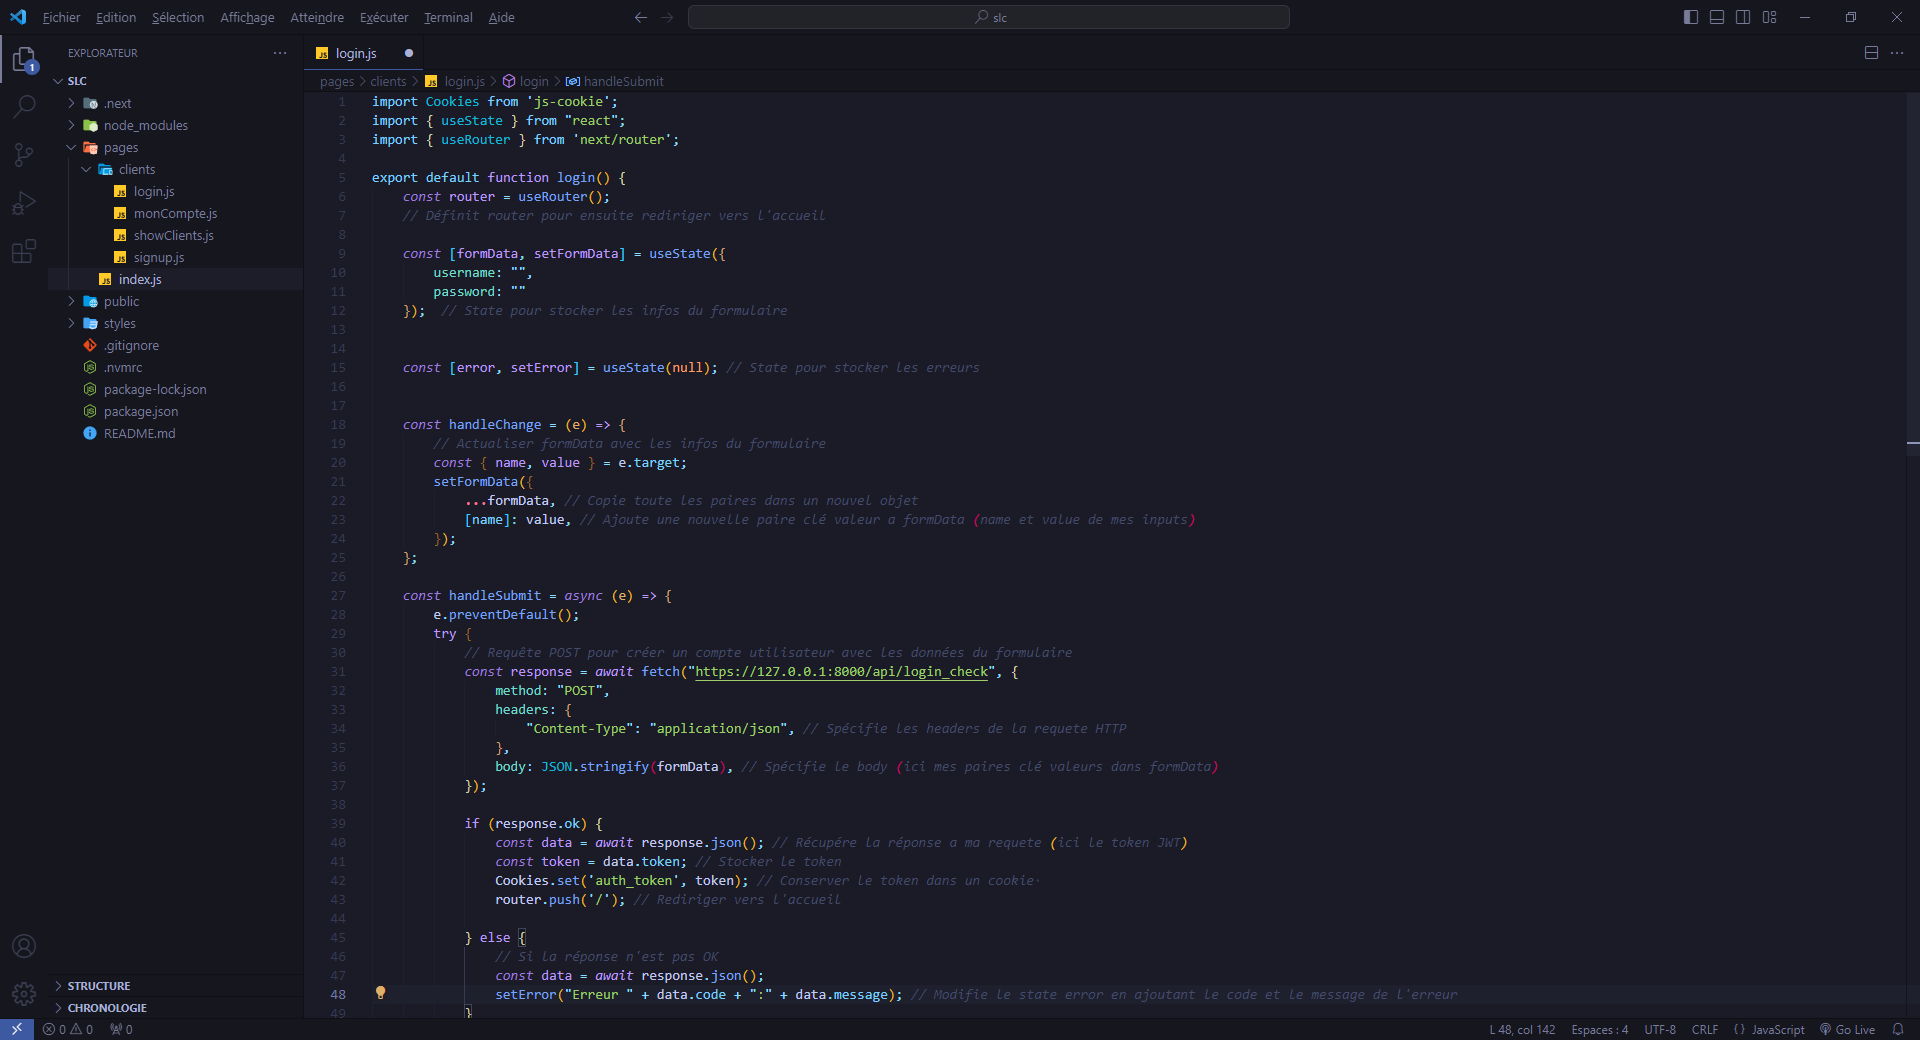 Fichier Edition Sélection Affichage Atteindre Exécuter Terminal Aide
slc
EXPLORATEUR
1
SLC
.next
node_modules
pages
clients
login.js
monCompte.js
showClients.js
signup.js
index.js
public
styles
.gitignore
.nvmrc
package-lock.json
package.json
README.md
STRUCTURE
CHRONOLOGIE
login.js
pages > clients > login.js > login > handleSubmit
1 import Cookies from 'js-cookie';
2 import { useState } from "react";
3 import { useRouter } from 'next/router';
4
5 export default function login() {
6 const router = useRouter();
7 // Définit router pour ensuite rediriger vers l'accueil
8
9 const [formData, setFormData] = useState({
10 username: "",
11 password: ""
12 }); // State pour stocker les infos du formulaire
13
14
15 const [error, setError] = useState(null); // State pour stocker les erreurs
16
17
18 const handleChange = (e) => {
19 // Actualiser formData avec les infos du formulaire
20 const { name, value } = e.target;
21 setFormData({
22 ...formData, // Copie toute les paires dans un nouvel objet
23 [name]: value, // Ajoute une nouvelle paire clé valeur a formData (name et value de mes inputs)
24 });
25 };
26
27 const handleSubmit = async (e) => {
28 e.preventDefault();
29 try {
30 // Requête POST pour créer un compte utilisateur avec les données du formulaire
31 const response = await fetch("https://127.0.0.1:8000/api/login_check", {
32 method: "POST",
33 headers: {
34 "Content-Type": "application/json", // Spécifie les headers de la requete HTTP
35 },
36 body: JSON.stringify(formData), // Spécifie le body (ici mes paires clé valeurs dans formData)
37 });
38
39 if (response.ok) {
40 const data = await response.json(); // Récupére la réponse a ma requete (ici le token JWT)
41 const token = data.token; // Stocker le token
42 Cookies.set('auth_token', token); // Conserver le token dans un cookie·
43 router.push('/'); // Rediriger vers l'accueil
44
45 } else {
46 // Si la réponse n'est pas OK
47 const data = await response.json();
48 setError("Erreur " + data.code + ":" + data.message); // Modifie le state error en ajoutant le code et le message de l'erreur
49 }
0 0 0
L 48, col 142 Espaces : 4 UTF-8 CRLF { } JavaScript Go Live